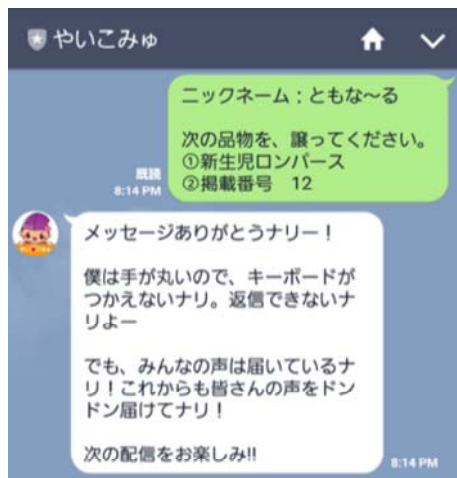 やいこみゅ
ニックネーム：ともな～る
次の品物を、譲ってください。
①新生児ロンパース
②掲載番号　12
既読
8:14 PM
メッセージありがとうナリー！
僕は手が丸いので、キーボードが
つかえないナリ。返信できないナ
リよー
でも、みんなの声は届いているナ
リ！これからも皆さんの声をドン
ドン届けてナリ！
次の配信をお楽しみ!!
8:14 PM